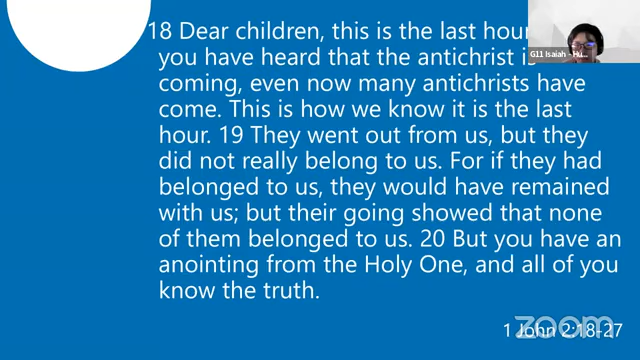 18 Dear children, this is the last hour
you have heard that the antichrist is
coming, even now many antichrists have
come. This is how we know it is the last
hour. 19 They went out from us, but they
did not really belong to us. For if they had
belonged to us, they would have remained
with us; but their going showed that none
of them belonged to us. 20 But you have an
anointing from the Holy One, and all of you
know the truth.
1 John 2:18-27
G11 Isaiah - Hu...
zoom